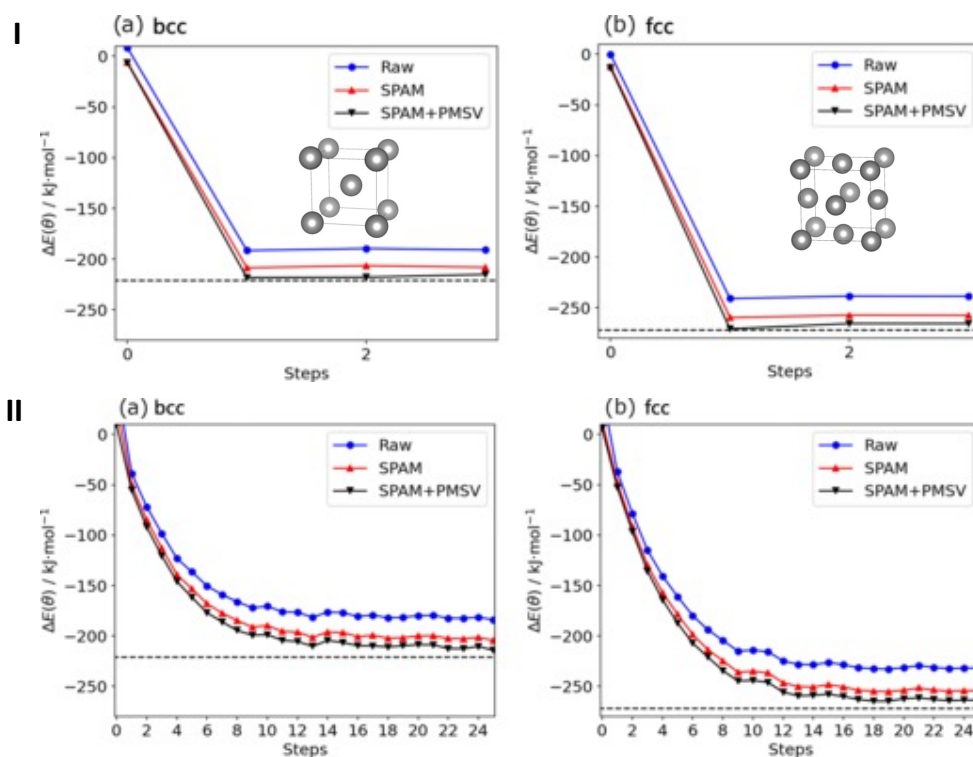 I
(a) bcc
0
−50
−100
−150
−200
−250
ΔE(θ) / kJ·mol⁻¹
Raw
SPAM
SPAM+PMSV
0
2
Steps
(b) fcc
0
−50
−100
−150
−200
−250
ΔE(θ) / kJ·mol⁻¹
Raw
SPAM
SPAM+PMSV
0
2
Steps
II
(a) bcc
0
−50
−100
−150
−200
−250
ΔE(θ) / kJ·mol⁻¹
Raw
SPAM
SPAM+PMSV
0 2 4 6 8 10 12 14 16 18 20 22 24
Steps
(b) fcc
0
−50
−100
−150
−200
−250
ΔE(θ) / kJ·mol⁻¹
Raw
SPAM
SPAM+PMSV
0 2 4 6 8 10 12 14 16 18 20 22 24
Steps